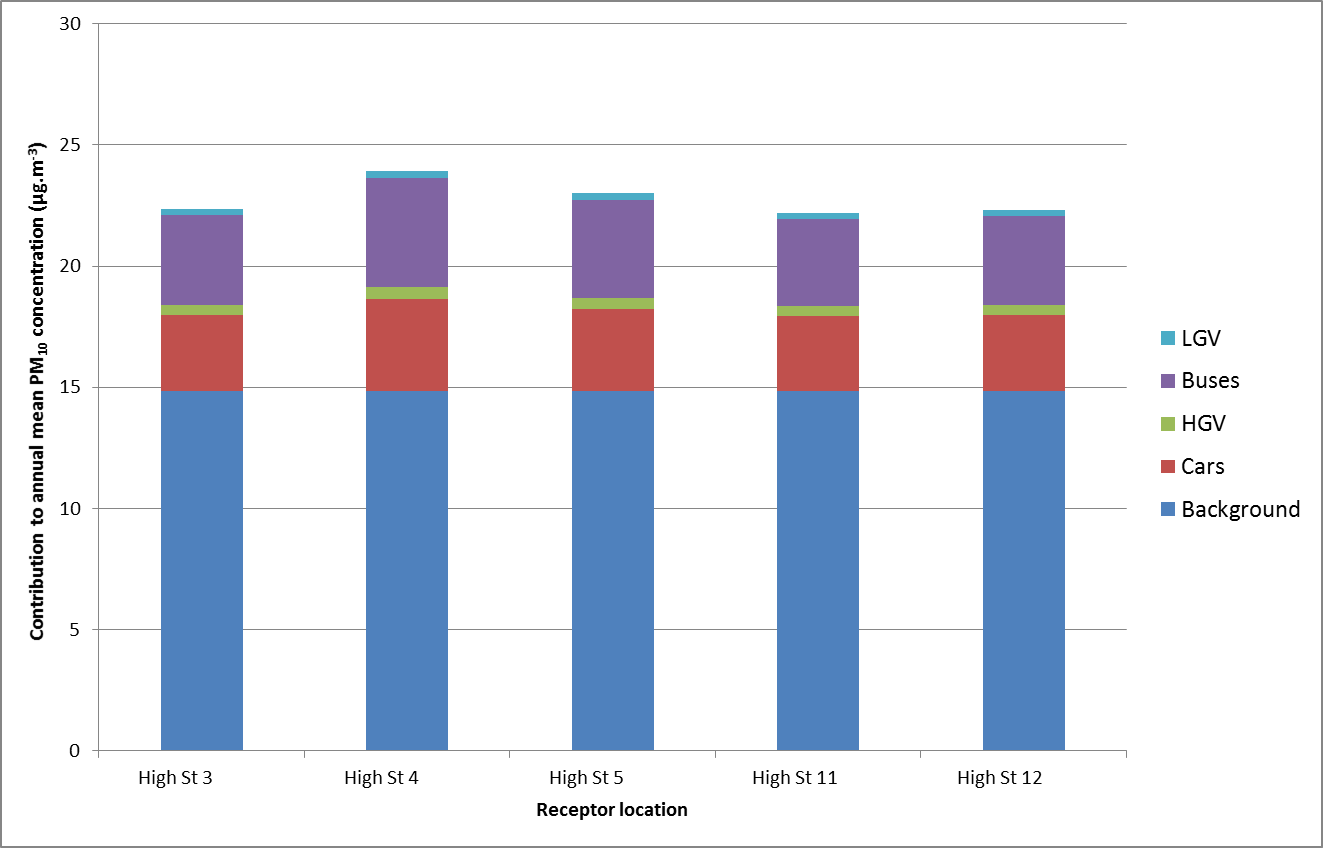 Contribution to annual mean PM10 concentration (µg.m-3)
30
25
20
15
10
5
0
High St 3
High St 4
High St 5
High St 11
High St 12
Receptor location
LGV
Buses
HGV
Cars
Background